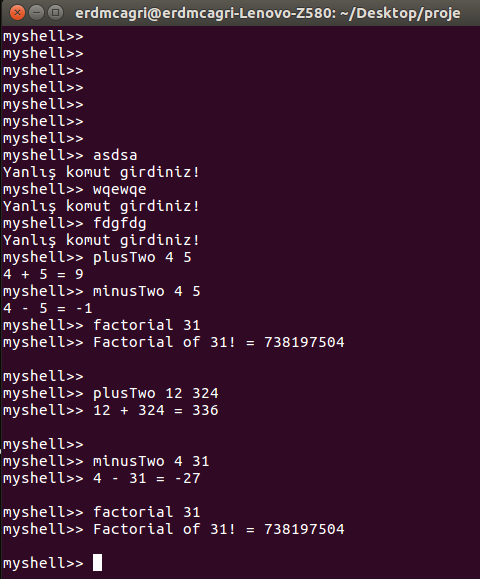 erdmcagri@erdmcagri-Lenovo-Z580: ~/Desktop/proje
myshell>>
myshell>>
myshell>>
myshell>>
myshell>>
myshell>>
myshell>>
myshell>> asdsa
Yanlış komut girdiniz!
myshell>> wqewqe
Yanlış komut girdiniz!
myshell>> fdgfdg
Yanlış komut girdiniz!
myshell>> plusTwo 4 5
4 + 5 = 9
myshell>> minusTwo 4 5
4 - 5 = -1
myshell>> factorial 31
myshell>> Factorial of 31! = 738197504
myshell>>
myshell>> plusTwo 12 324
myshell>> 12 + 324 = 336
myshell>>
myshell>> minusTwo 4 31
myshell>> 4 - 31 = -27
myshell>> factorial 31
myshell>> Factorial of 31! = 738197504
myshell>>